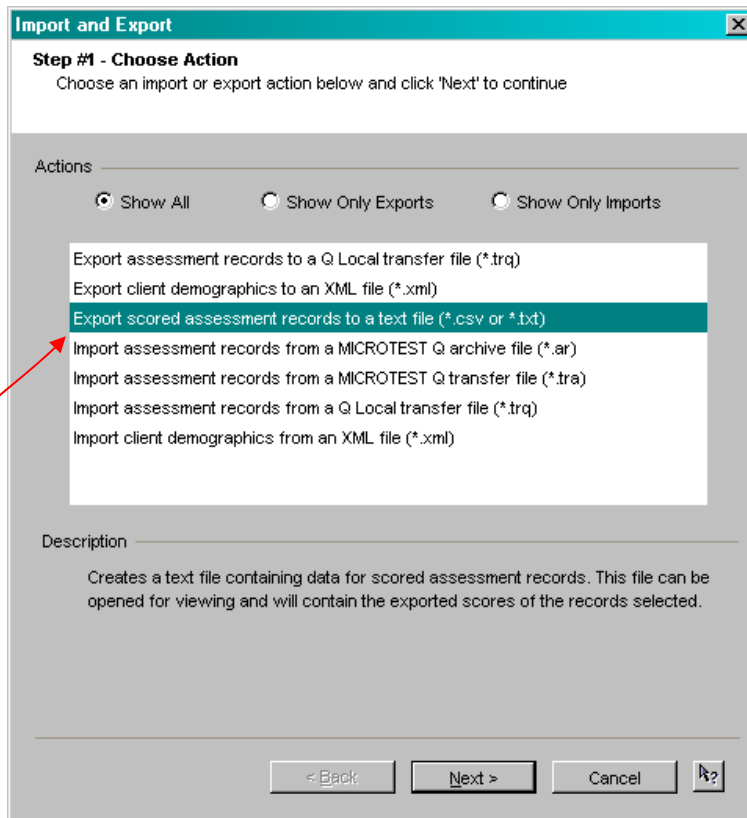 Import and Export
Step #1 - Choose Action
Choose an import or export action below and click 'Next' to continue
Actions
Show All Show Only Exports Show Only Imports
Export assessment records to a Q Local transfer file (*.trq)
Export client demographics to an XML file (*.xml)
Export scored assessment records to a text file (*.csv or *.txt)
Import assessment records from a MICROTEST Q archive file (*.ar)
Import assessment records from a MICROTEST Q transfer file (*.tra)
Import assessment records from a Q Local transfer file (*.trq)
Import client demographics from an XML file (*.xml)
Description
Creates a text file containing data for scored assessment records. This file can be
opened for viewing and will contain the exported scores of the records selected.
< Back Next > Cancel ?